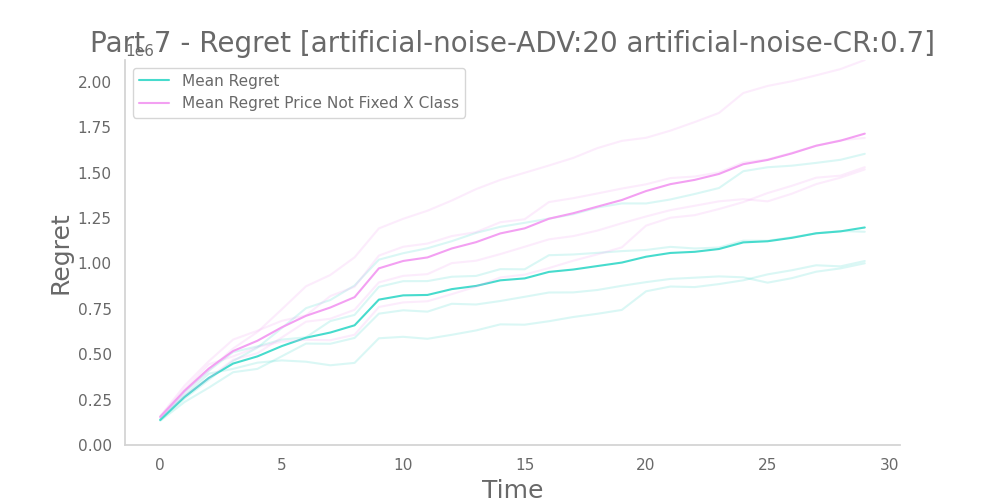 Part 7 - Regret [artificial-noise-ADV:20 artificial-noise-CR:0.7]
1e6
Mean Regret
Mean Regret Price Not Fixed X Class
2.00
1.75
1.50
1.25
1.00
0.75
0.50
0.25
0.00
Regret
0 5 10 15 20 25 30
Time